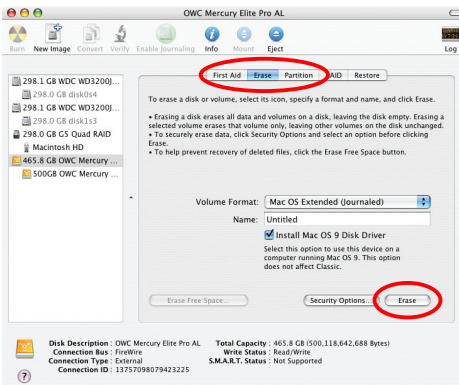 OWC Mercury Elite Pro AL
Burn New Image Convert Verify Enable Journaling Info Mount Eject Log
298.1 GB WDC WD3200J...
298.0 GB disk0s4
298.1 GB WDC WD3200J...
298.0 GB disk1s3
298.0 GB G5 Quad RAID
Macintosh HD
465.8 GB OWC Mercury ...
500GB OWC Mercury ...
First Aid Erase Partition RAID Restore
To erase a disk or volume, select its icon, specify a format and name, and click Erase.
• Erasing a disk erases all data and volumes on a drive, leaving the disk empty. Erasing a
selected volume erases that volume only, leaving other volumes on the disk unchanged.
• To securely erase data, click Security Options and select an option before clicking
Erase.
• To help prevent recovery of deleted files, click the Erase Free Space button.
Volume Format: Mac OS Extended (Journaled)
Name: Untitled
Install Mac OS 9 Disk Driver
Select this option to use this device on a
computer running Mac OS 9. This option
does not affect Classic.
Erase Free Space... Security Options... Erase
Disk Description : OWC Mercury Elite Pro AL Total Capacity : 465.8 GB (500,118,642,688 Bytes)
Connection Bus : FireWire Write Status : Read/Write
Connection Type : External S.M.A.R.T. Status : Not Supported
Connection ID : 13757098079423225
?